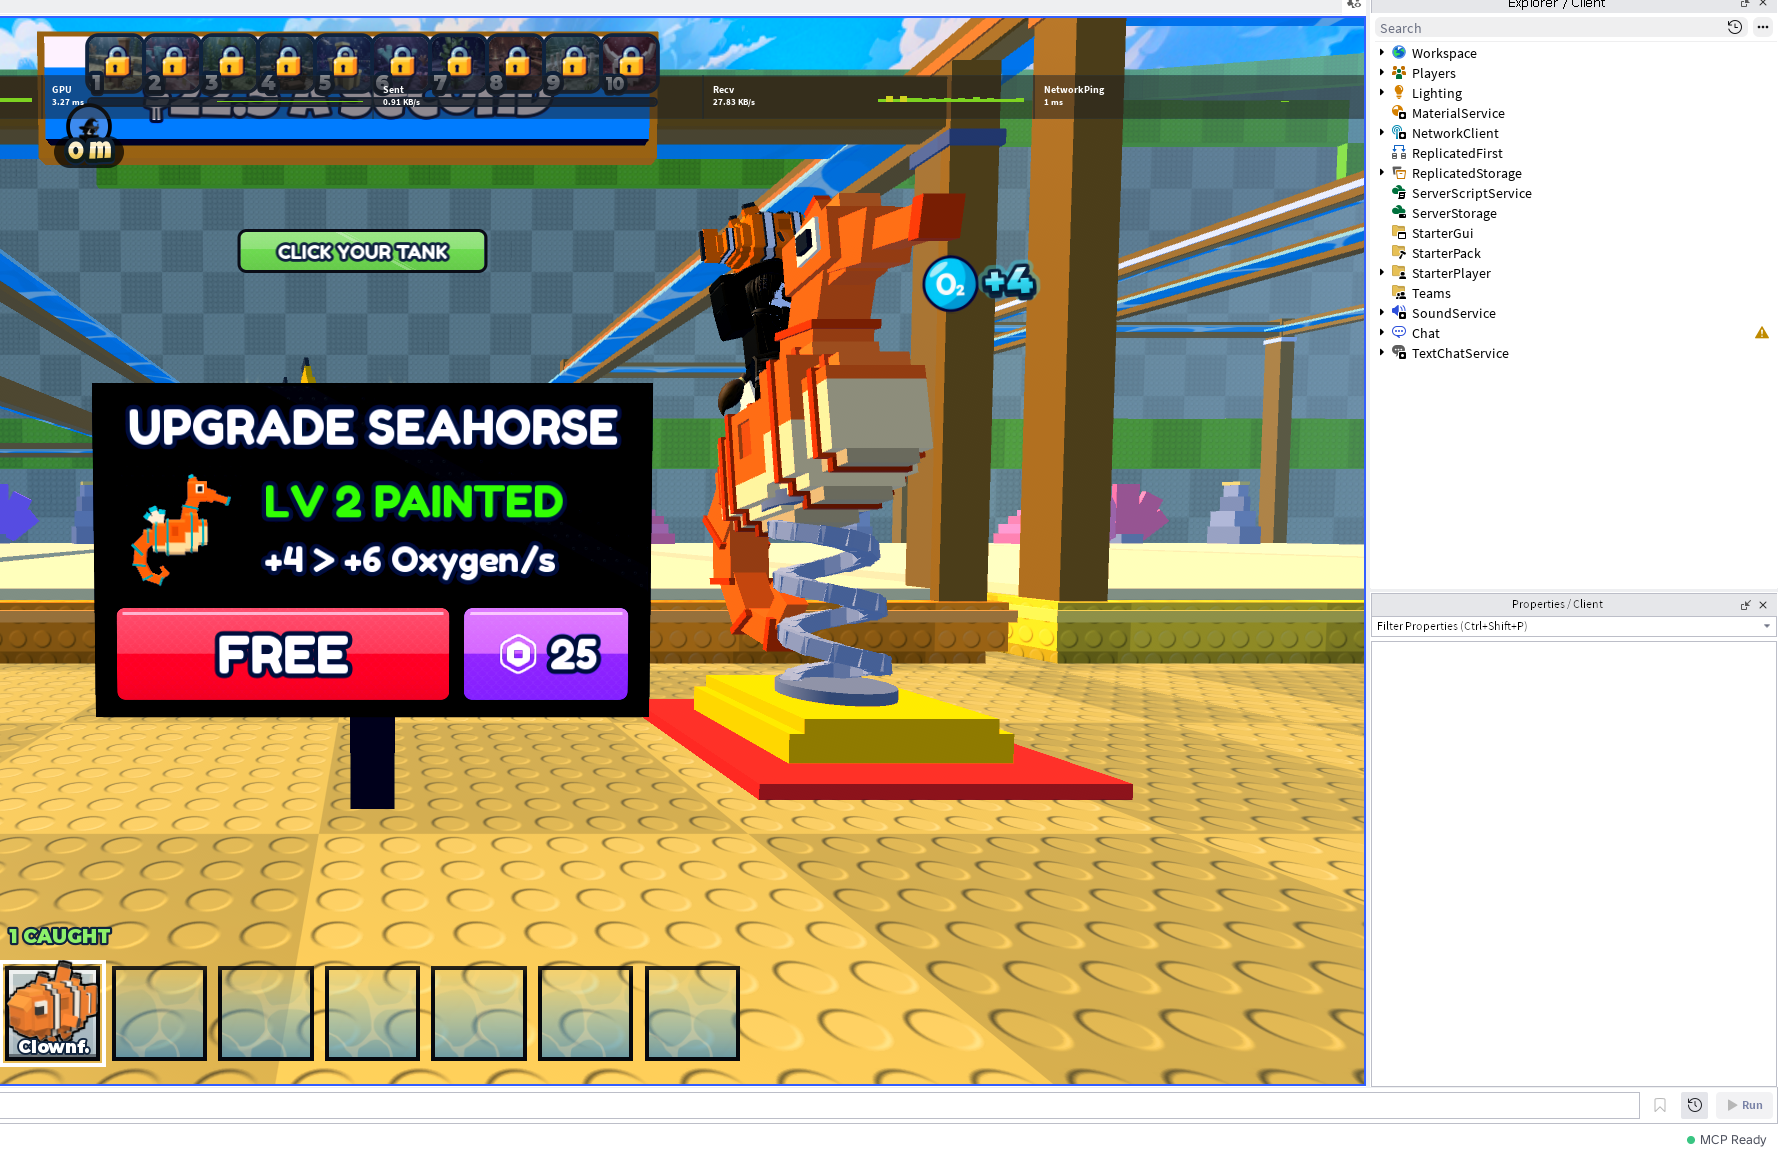 Explorer / Client
Search
Workspace
Players
Lighting
MaterialService
NetworkClient
ReplicatedFirst
ReplicatedStorage
ServerScriptService
ServerStorage
StarterGui
StarterPack
StarterPlayer
Teams
SoundService
Chat
TextChatService
Properties / Client
Filter Properties (Ctrl+Shift+P)
1 2 3 4 5 6 7 8 9 10
GPU
3.27 ms
Sent
0.91 KB/s
Recv
27.83 KB/s
NetworkPing
1 ms
A SECOND
0 m
CLICK YOUR TANK
O2 +4
UPGRADE SEAHORSE
LV 2 PAINTED
+4 > +6 Oxygen/s
FREE
25
1 CAUGHT
Clownf.
Run
MCP Ready